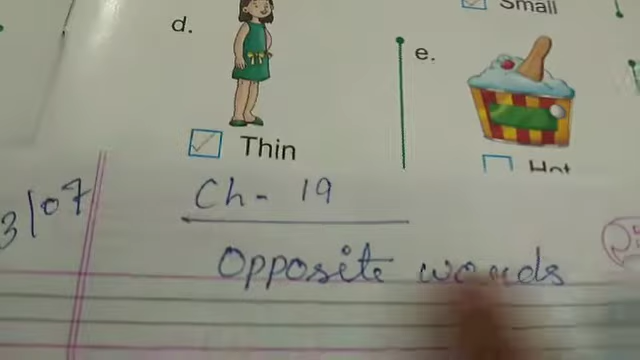 Small
d.
e.
Thin
Hot
3/07
Ch- 19
Opposite words